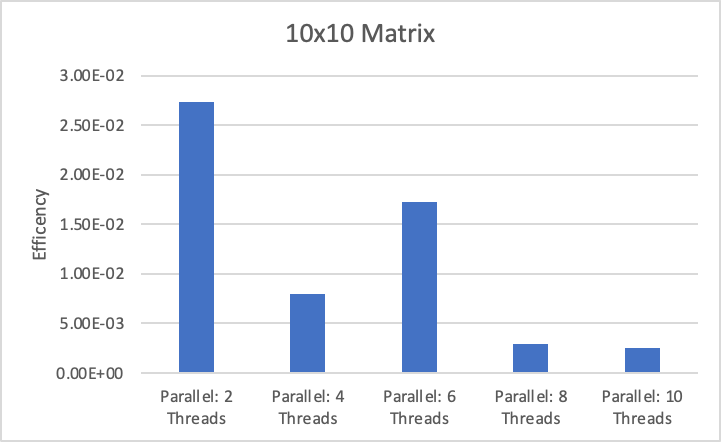 10x10 Matrix
3.00E-02
2.50E-02
2.00E-02
1.50E-02
1.00E-02
5.00E-03
0.00E+00
Efficency
Parallel: 2
Threads
Parallel: 4
Threads
Parallel: 6
Threads
Parallel: 8
Threads
Parallel: 10
Threads